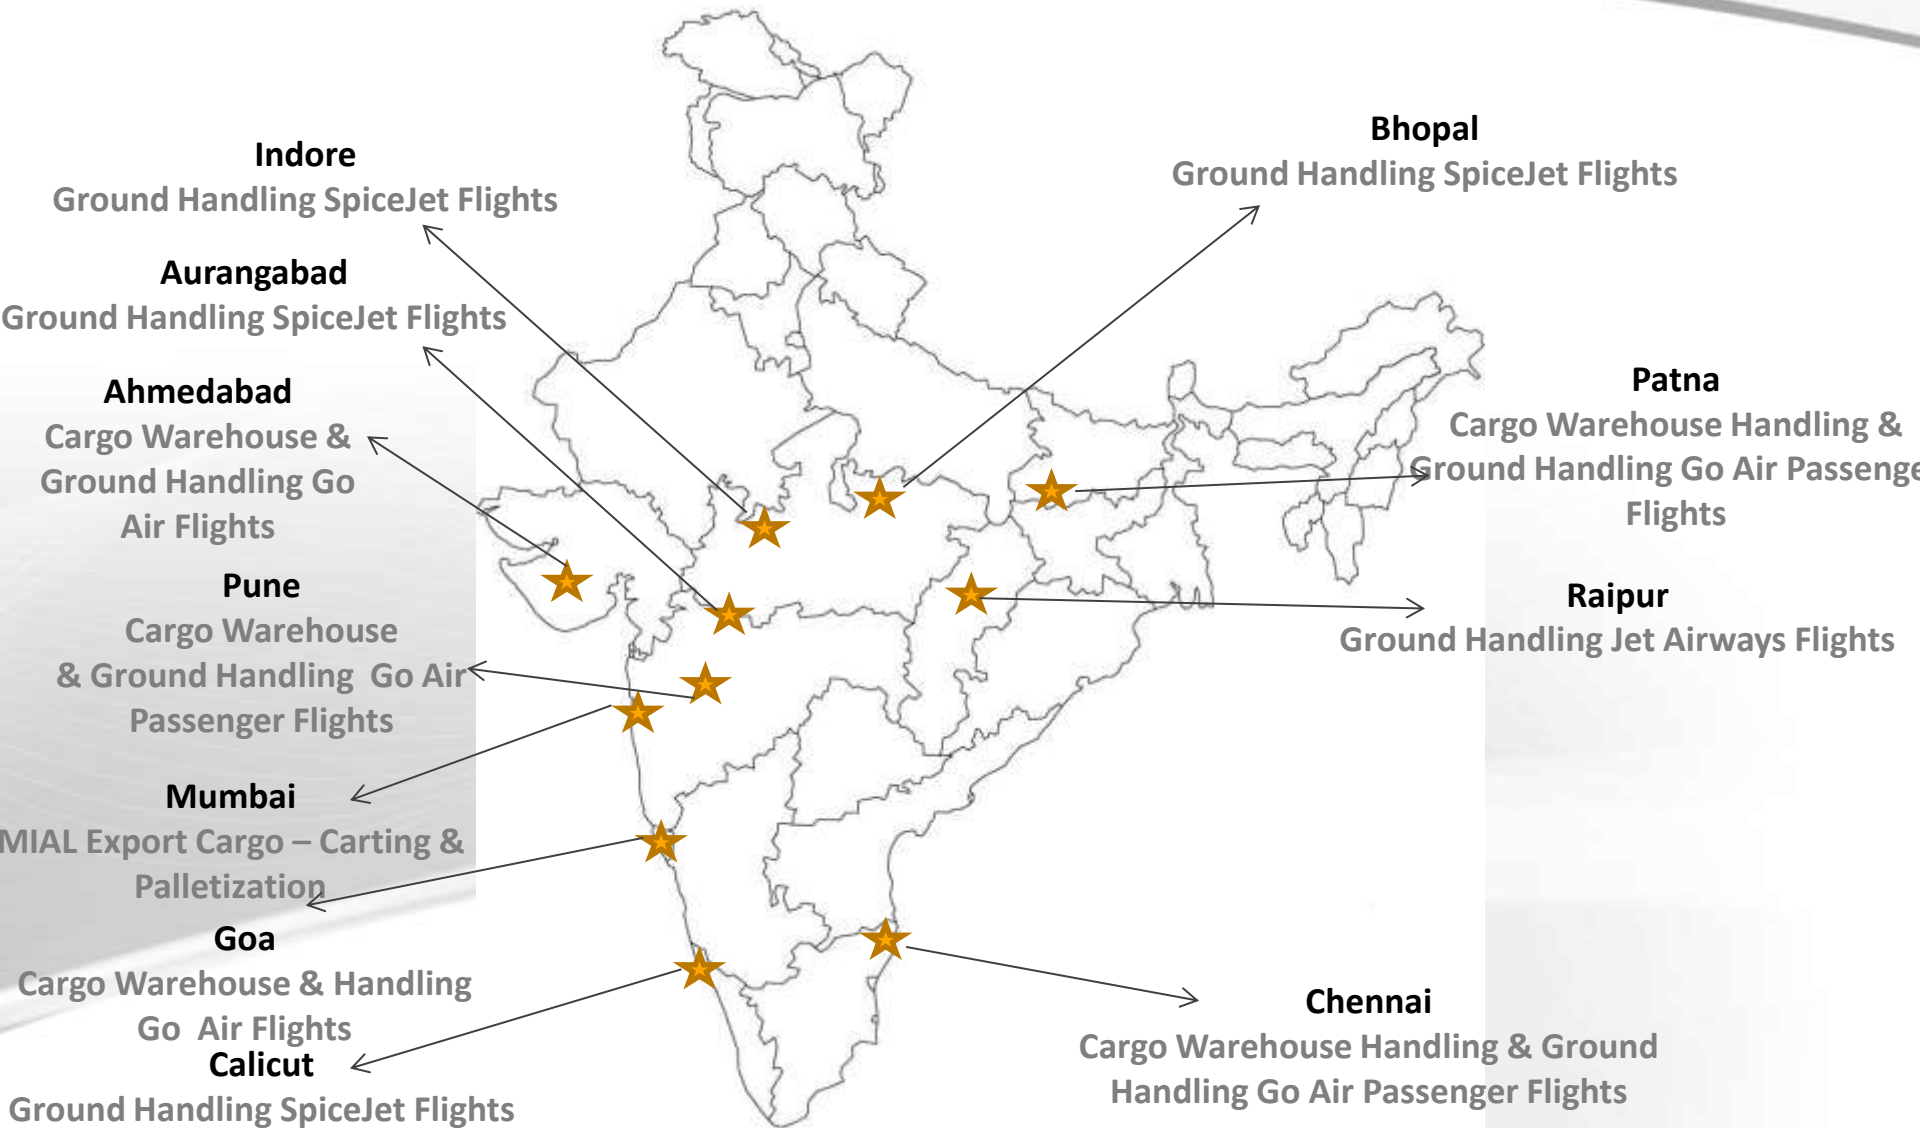 Indore
Ground Handling SpiceJet Flights
Aurangabad
Ground Handling SpiceJet Flights
Ahmedabad
Cargo Warehouse &
Ground Handling Go
Air Flights
Pune
Cargo Warehouse
& Ground Handling  Go Air
Passenger Flights
Mumbai
MIAL Export Cargo – Carting &
Palletization
Goa
Cargo Warehouse & Handling
Go  Air Flights
Calicut
Ground Handling SpiceJet Flights
Bhopal
Ground Handling SpiceJet Flights
Patna
Cargo Warehouse Handling &
Ground Handling Go Air Passenge
Flights
Raipur
Ground Handling Jet Airways Flights
Chennai
Cargo Warehouse Handling & Ground
Handling Go Air Passenger Flights